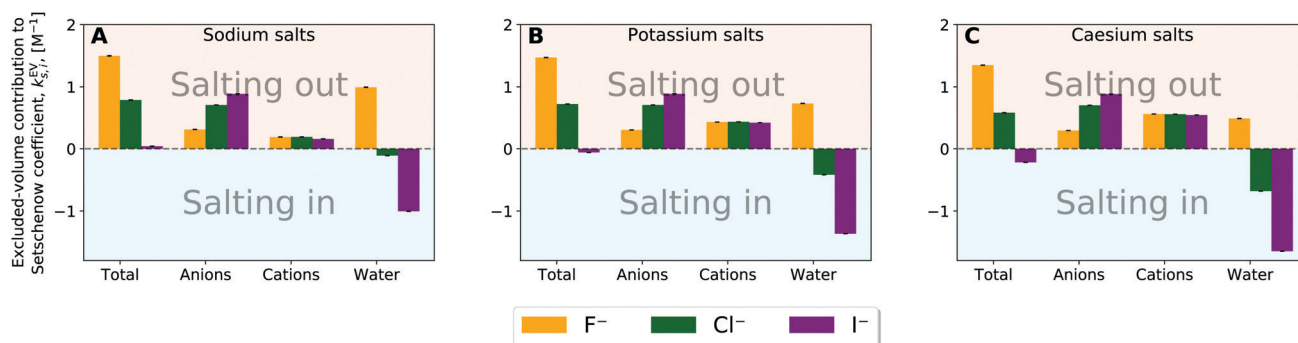 Excluded-volume contribution to
Setschenow coefficient, k_{s,i}^{EV}, [M⁻¹]
A
Sodium salts
Salting out
Salting in
2
1
0
−1
Total
Anions
Cations
Water
B
Potassium salts
Salting out
Salting in
2
1
0
−1
Total
Anions
Cations
Water
C
Caesium salts
Salting out
Salting in
2
1
0
−1
Total
Anions
Cations
Water
F⁻
Cl⁻
I⁻